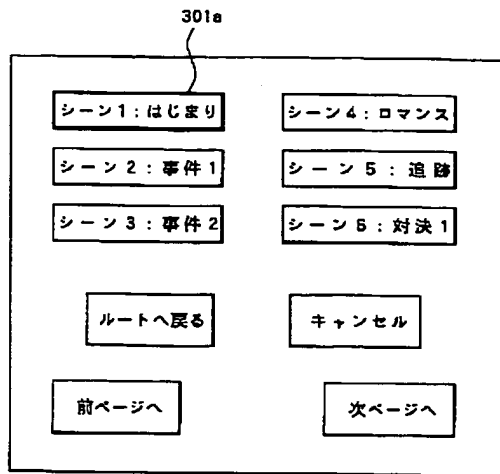 301a
シーン1:はじまり
シーン4:ロマンス
シーン2:事件1
シーン5:追跡
シーン3:事件2
シーン6:対決1
ルートへ戻る
キャンセル
前ページへ
次ページへ